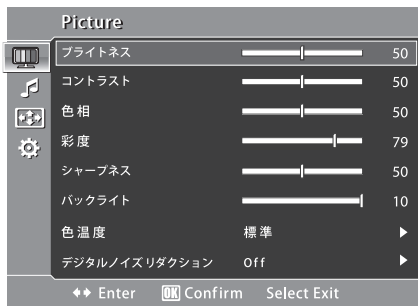 Picture
ブライトネス 50
コントラスト 50
色相 50
彩度 79
シャープネス 50
バックライト 10
色温度 標準
デジタルノイズリダクション Off
Enter OK Confirm Select Exit